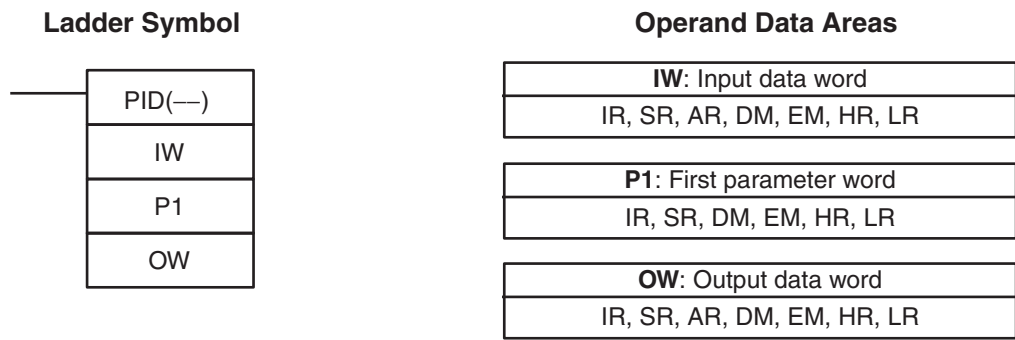 Ladder Symbol
PID(−−)
IW
P1
OW
Operand Data Areas
IW: Input data word
IR, SR, AR, DM, EM, HR, LR
P1: First parameter word
IR, SR, DM, EM, HR, LR
OW: Output data word
IR, SR, AR, DM, EM, HR, LR